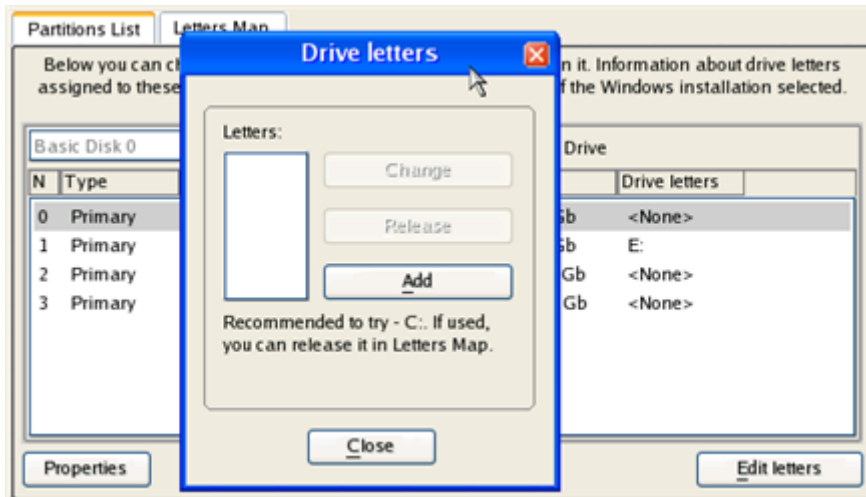 Partitions List
Letters Map
Drive letters
Below you can n it. Information about drive letters
assigned to these f the Windows installation selected.
Letters:
Basic Disk 0
Drive
Change
N Type Drive letters
0 Primary Gb <None>
Release
1 Primary Gb E:
2 Primary Gb <None>
Add
3 Primary Gb <None>
Recommended to try - C:. If used,
you can release it in Letters Map.
Close
Properties
Edit letters